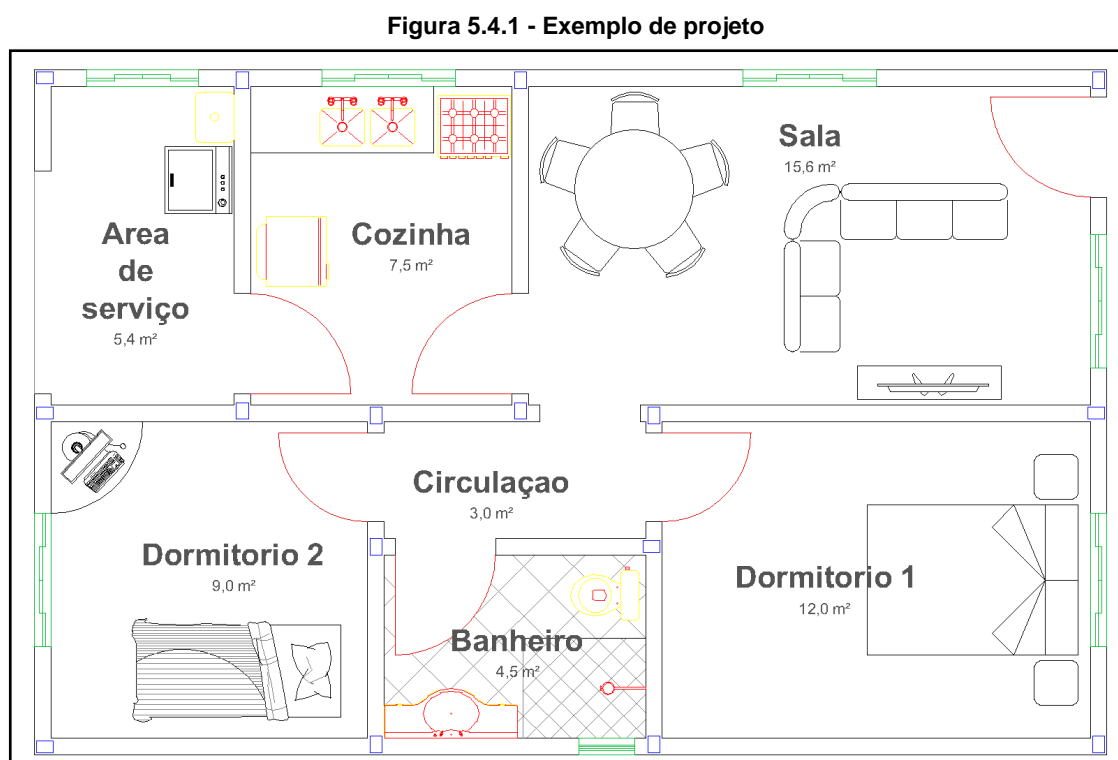 Figura 5.4.1 - Exemplo de projeto
Sala
15,6 m²
Cozinha
7,5 m²
Area
de
serviço
5,4 m²
Circulaçao
3,0 m²
Dormitorio 2
9,0 m²
Dormitorio 1
12,0 m²
Banheiro
4,5 m²